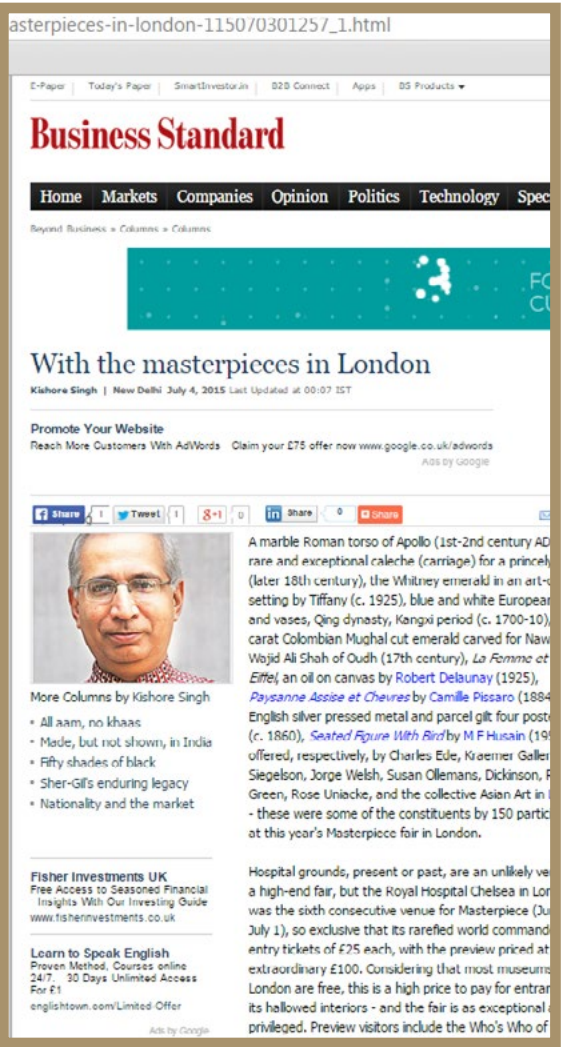 asterpieces-in-london-115070301257_1.html
E-Paper | Today's Paper | SmartInvestor.in | B2B Connect | Apps | BS Products
Business Standard
Home Markets Companies Opinion Politics Technology Spec
Beyond Business » Columns » Columns
FO
CU
With the masterpieces in London
Kishore Singh | New Delhi July 4, 2015 Last Updated at 00:07 IST
Promote Your Website
Reach More Customers With AdWords Claim your £75 offer now www.google.co.uk/adwords
Ads by Google
Share 1 Tweet 1 g+1 0 in Share 0 Share
More Columns by Kishore Singh
All aam, no khaas
Made, but not shown, in India
Fifty shades of black
Sher-Gil's enduring legacy
Nationality and the market
Fisher Investments UK
Free Access to Seasoned Financial
Insights With Our Investing Guide
www.fisherinvestments.co.uk
Learn to Speak English
Proven Method, Courses online
24/7. 30 Days Unlimited Access
For £1
englishtown.com/Limited-Offer
Ads by Google
A marble Roman torso of Apollo (1st-2nd century AD
rare and exceptional caleche (carriage) for a princely
(later 18th century), the Whitney emerald in an art-
setting by Tiffany (c. 1925), blue and white European
and vases, Qing dynasty, Kangxi period (c. 1700-10),
carat Colombian Mughal cut emerald carved for Naw
Wajid Ali Shah of Oudh (17th century), La Femme et
Eiffel, an oil on canvas by Robert Delaunay (1925),
Paysanne Assise et Chevres by Camille Pissaro (1884
English silver pressed metal and parcel gilt four poste
(c. 1860), Seated Figure With Bird by M F Husain (195
offered, respectively, by Charles Ede, Kraemer Galler
Siegelson, Jorge Welsh, Susan Ollemans, Dickinson, R
Green, Rose Uniacke, and the collective Asian Art in L
- these were some of the constituents by 150 partic
at this year's Masterpiece fair in London.
Hospital grounds, present or past, are an unlikely ve
a high-end fair, but the Royal Hospital Chelsea in Lon
was the sixth consecutive venue for Masterpiece (Ju
July 1), so exclusive that its rarefied world command
entry tickets of £25 each, with the preview priced at
extraordinary £100. Considering that most museums
London are free, this is a high price to pay for entran
its hallowed interiors - and the fair is as exceptional a
privileged. Preview visitors include the Who's Who of